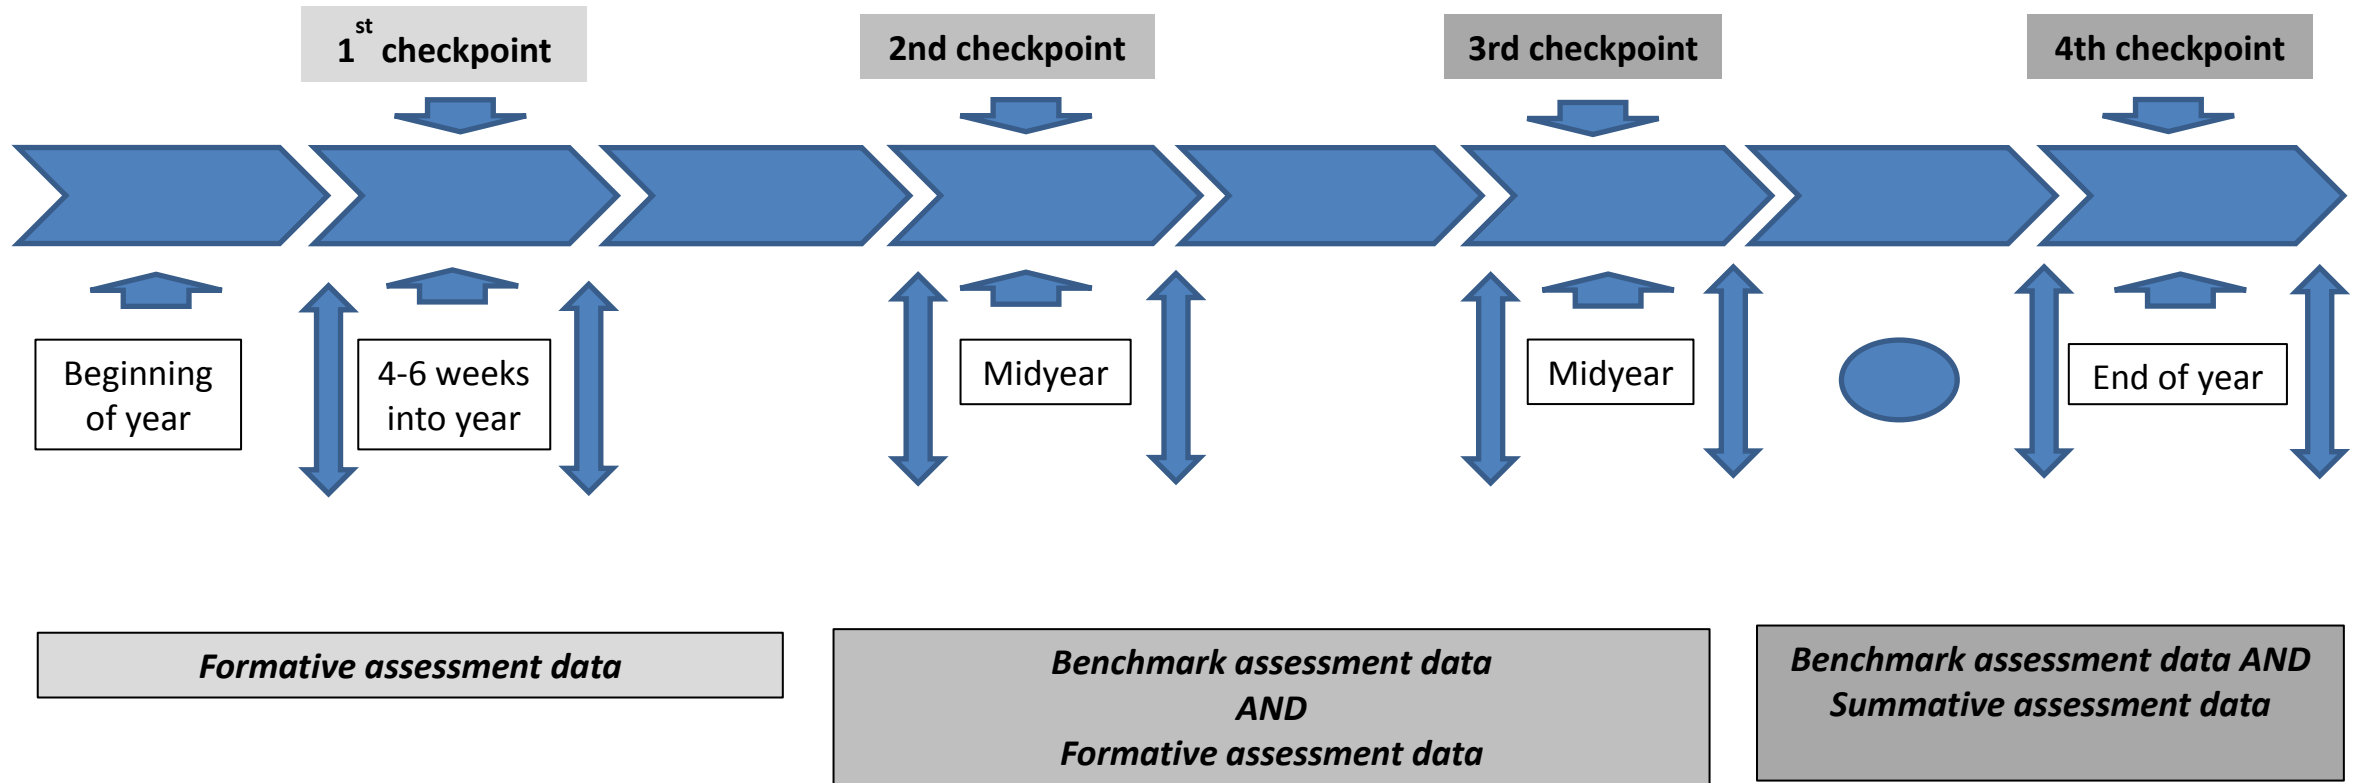 1st checkpoint
2nd checkpoint
3rd checkpoint
4th checkpoint
Beginning
of year
4-6 weeks
into year
Midyear
Midyear
End of year
Formative assessment data
Benchmark assessment data
AND
Formative assessment data
Benchmark assessment data AND
Summative assessment data